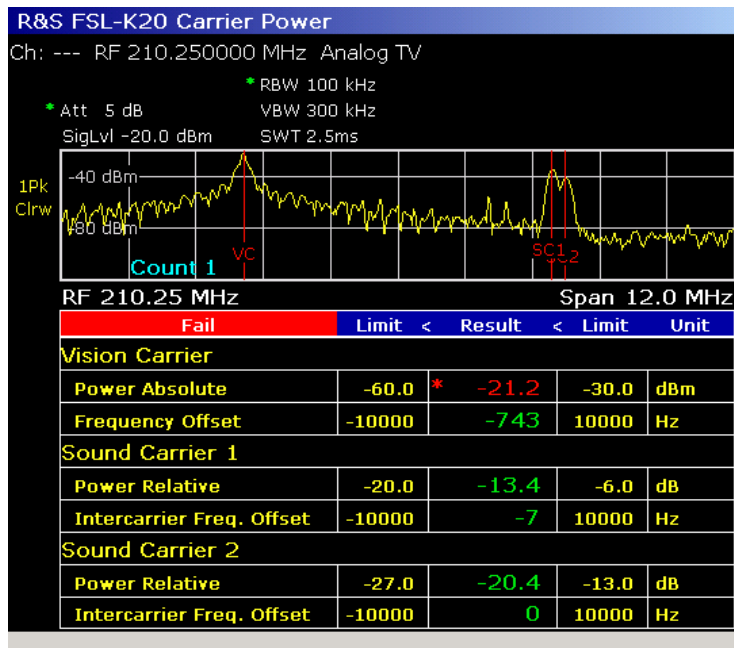 R&S FSL-K20 Carrier Power
Ch: --- RF 210.250000 MHz Analog TV
* RBW 100 kHz
* Att 5 dB VBW 300 kHz
SigLvl -20.0 dBm SWT 2.5ms
-40 dBm
1Pk
Clrw
-80 dBm
VC SC1
Count 1
RF 210.25 MHz Span 12.0 MHz
Fail Limit < Result < Limit Unit
Vision Carrier
Power Absolute -60.0 * -21.2 -30.0 dBm
Frequency Offset -10000 -743 10000 Hz
Sound Carrier 1
Power Relative -20.0 -13.4 -6.0 dB
Intercarrier Freq. Offset -10000 -7 10000 Hz
Sound Carrier 2
Power Relative -27.0 -20.4 -13.0 dB
Intercarrier Freq. Offset -10000 0 10000 Hz